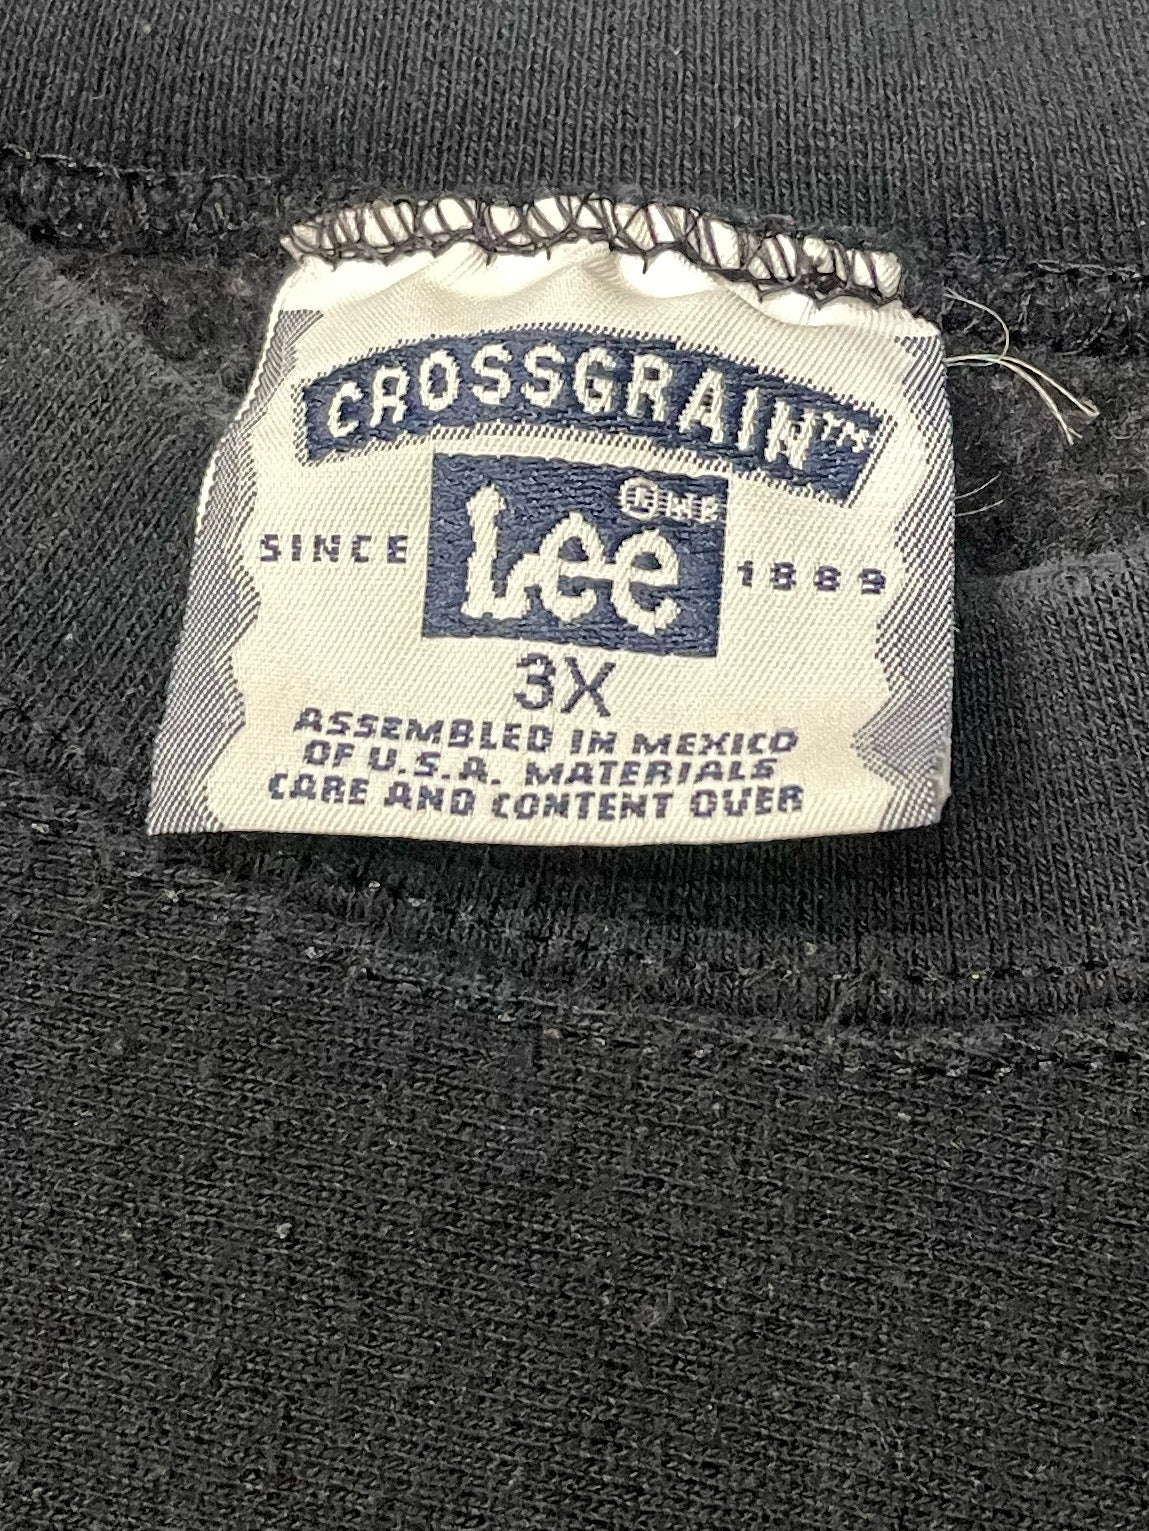 CROSSGRAIN™
Lee
SINCE 1889
3X
ASSEMBLED IN MEXICO
OF U.S.A. MATERIALS
CARE AND CONTENT OVER